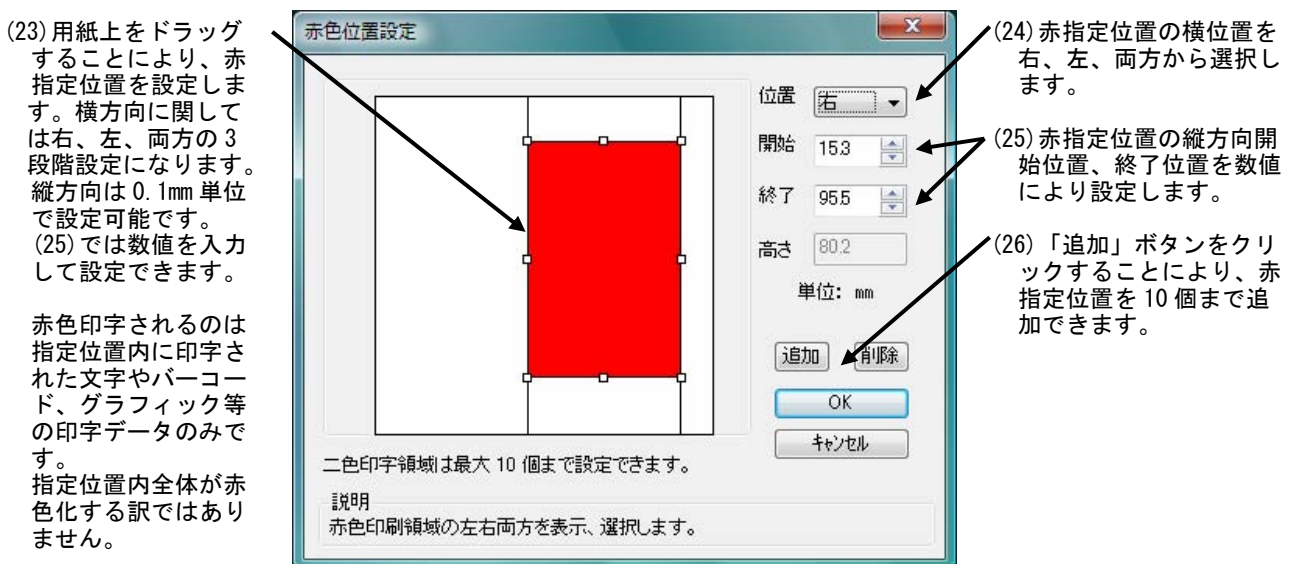 (23)用紙上をドラッグ
することにより、赤
指定位置を設定しま
す。横方向に関して
は右、左、両方の3
段階設定になります。
縦方向は0.1mm単位
で設定可能です。
(25)では数値を入力
して設定できます。
赤色印字されるのは
指定位置内に印字さ
れた文字やバーコー
ド、グラフィック等
の印字データのみで
す。
指定位置内全体が赤
色化する訳ではあり
ません。
赤色位置設定
位置 右
開始 15.3
終了 95.5
高さ 80.2
単位: mm
追加 削除
OK
キャンセル
二色印字領域は最大 10 個まで設定できます。
説明
赤色印刷領域の左右両方を表示、選択します。
(24)赤指定位置の横位置を
右、左、両方から選択し
ます。
(25)赤指定位置の縦方向開
始位置、終了位置を数値
により設定します。
(26)「追加」ボタンをクリ
ックすることにより、赤
指定位置を10個まで追
加できます。